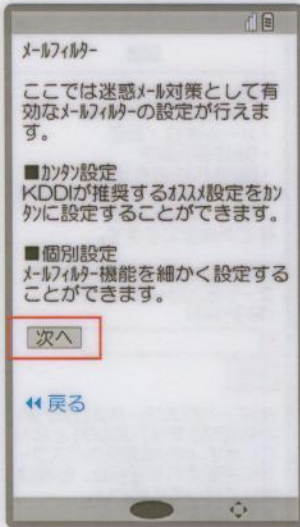 ﾒｰﾙﾌｨﾙﾀｰ
ここでは迷惑ﾒｰﾙ対策として有
効なﾒｰﾙﾌｨﾙﾀｰの設定が行えま
す。
■ｶﾝﾀﾝ設定
KDDIが推奨するｵｽｽﾒ設定をｶﾝ
ﾀﾝに設定することができます。
■個別設定
ﾒｰﾙﾌｨﾙﾀｰ機能を細かく設定する
ことができます。
次へ
戻る